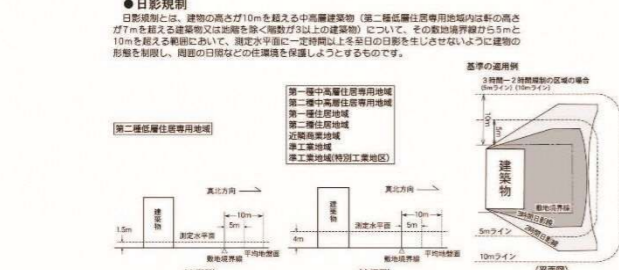 ●日影規制
日影規制とは、建物の高さが10mを超える中高層建築物（第二種低層住居専用地域内は軒の高さ
が7mを超える建築物又は地階を除く階数が3以上の建築物）について、その敷地境界線から5mと
10mを超える範囲において、測定水平面に一定時間以上冬至日の日影を生じさせないように建物の
形態を制限し、周囲の日照などの住環境を保護しようとするものです。
基準の適用例
3時間−2時間規制の区域の場合
(5mライン) (10mライン)
第二種低層住居専用地域
第一種中高層住居専用地域
第二種中高層住居専用地域
第一種住居地域
第二種住居地域
近隣商業地域
準工業地域
準工業地域(特別工業地区)
10m
5m
建築物
敷地境界線
3時間日影線
2時間日影線
5mライン
10mライン
真北方向
建築物
10m
5m
1.5m
測定水平面
敷地境界線
平均地盤面
真北方向
建築物
10m
5m
測定水平面
4m
敷地境界線
平均地盤面